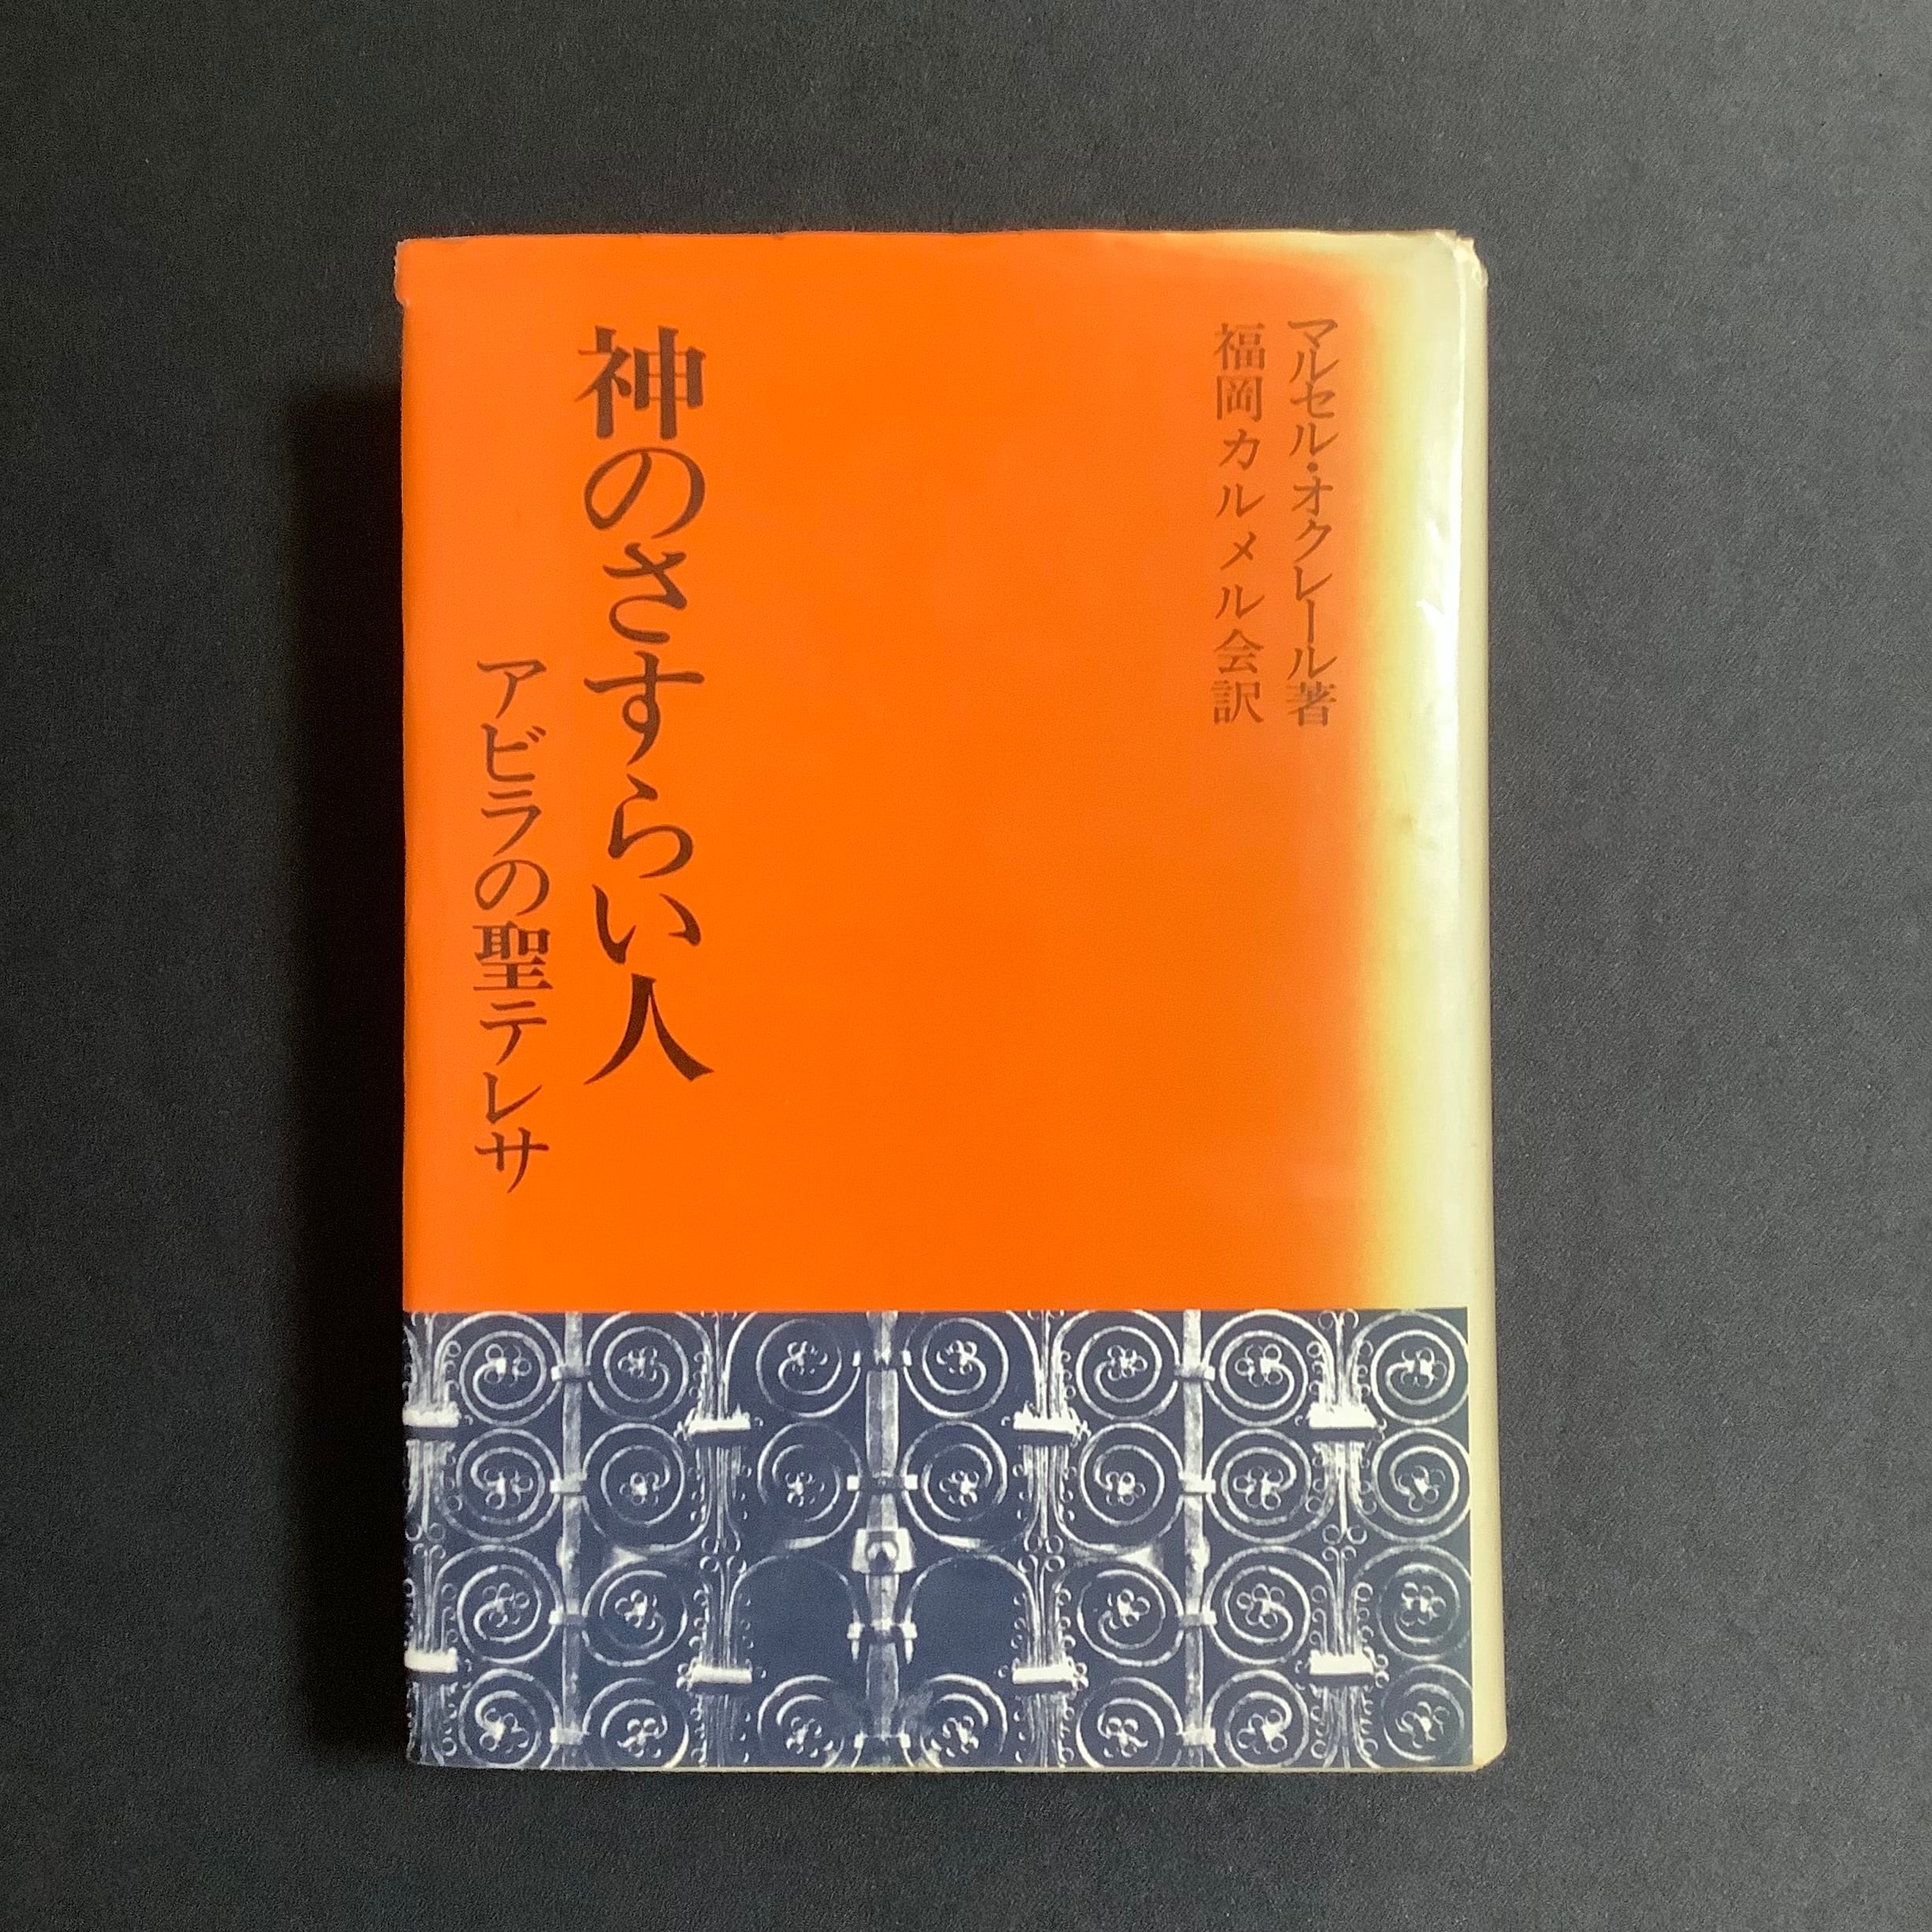 マルセル・オクレール著
福岡カルメル会訳
神のさすらい人
アビラの聖テレサ